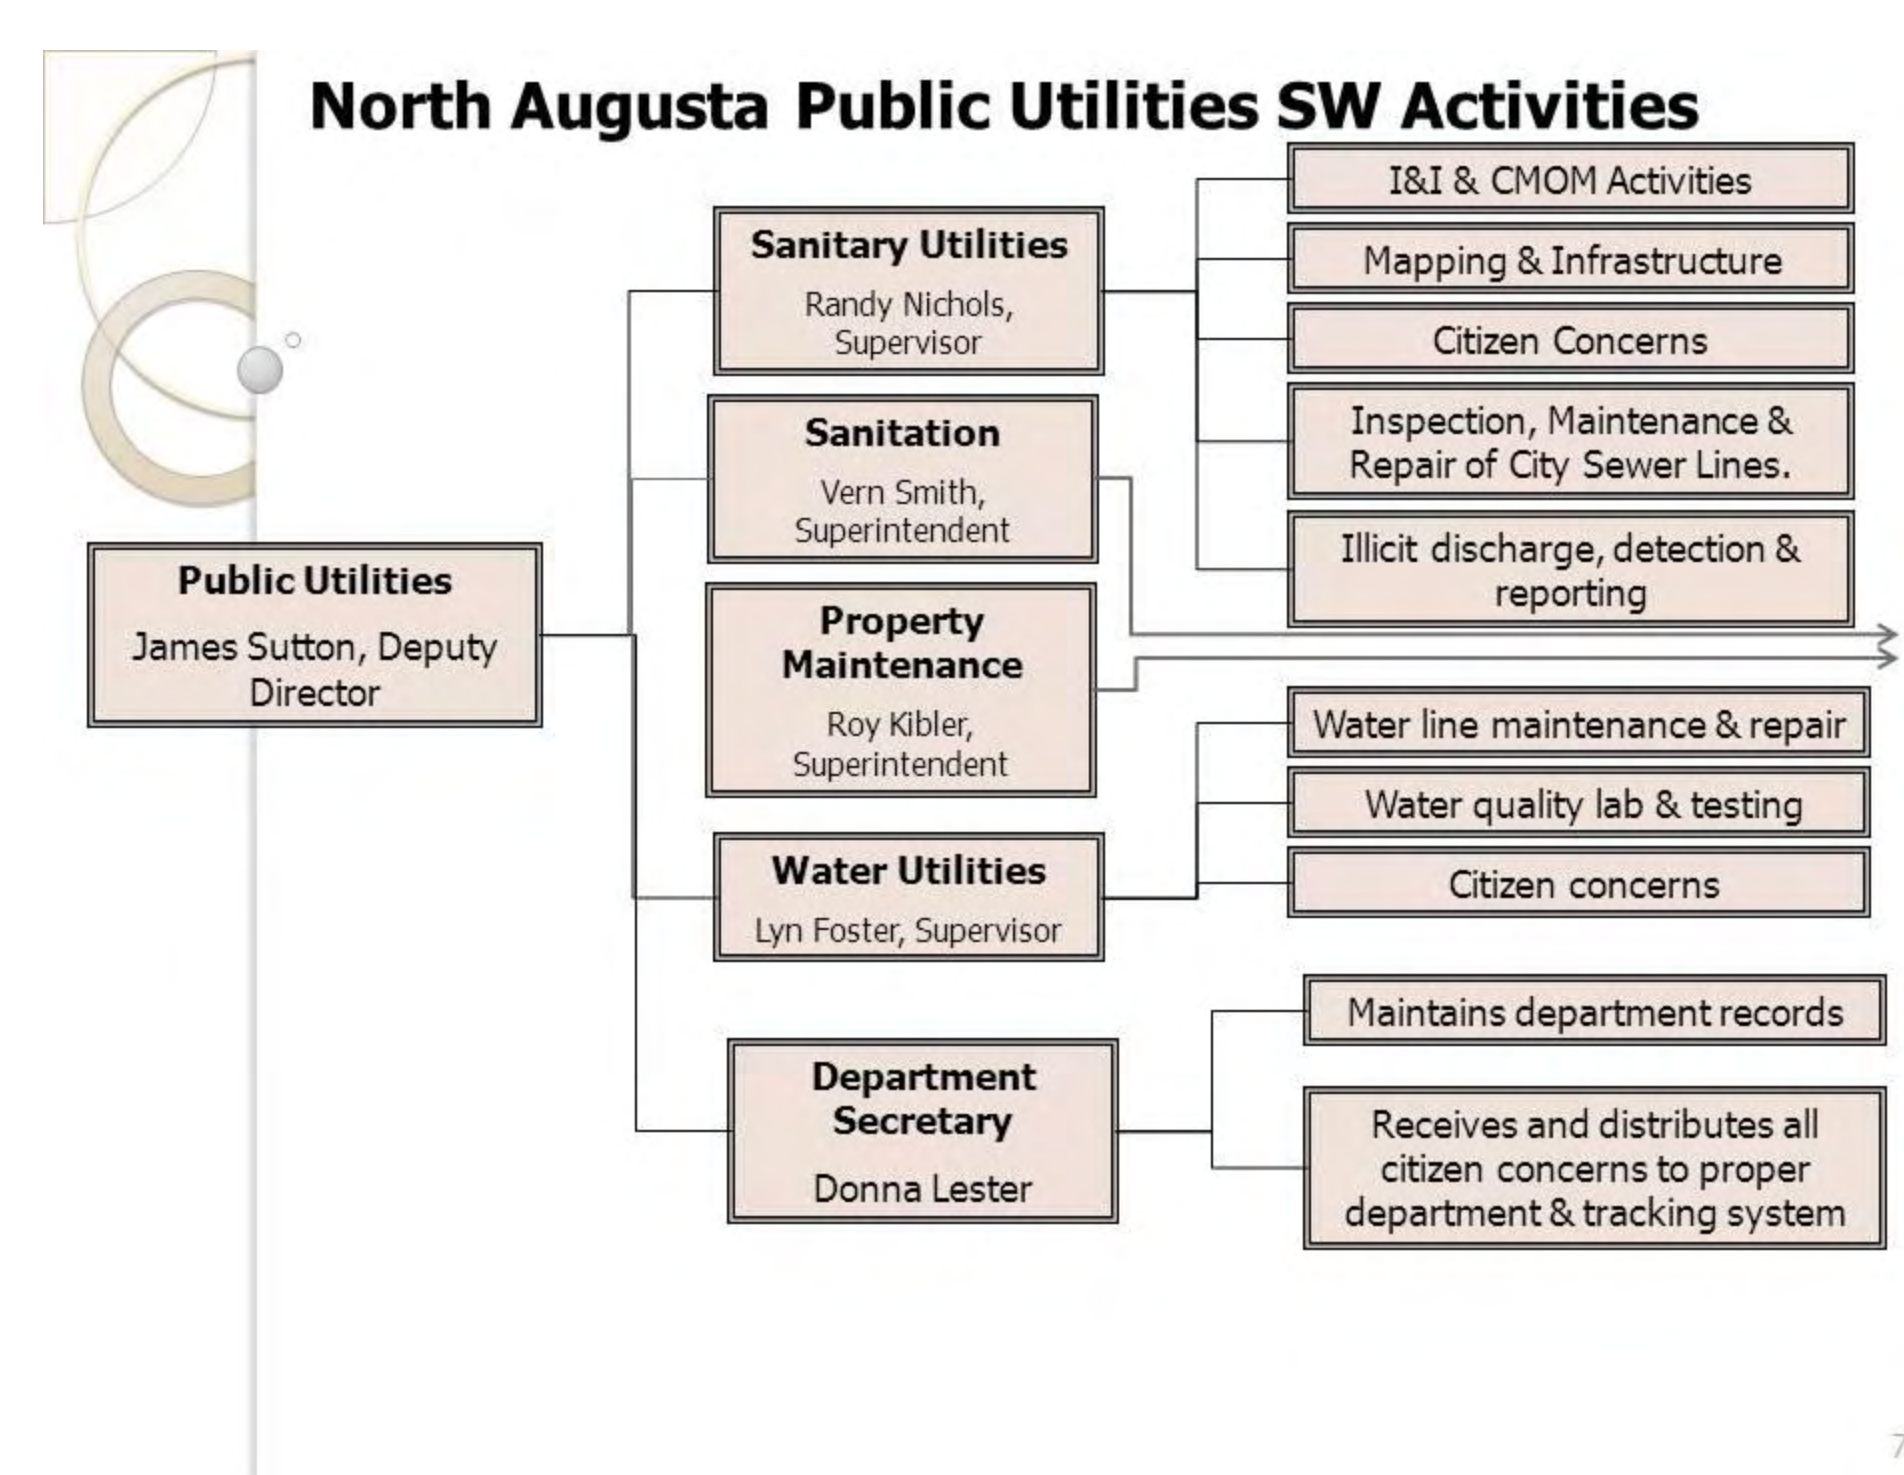 North Augusta Public Utilities SW Activities
Public Utilities
James Sutton, Deputy
Director
Sanitary Utilities
Randy Nichols,
Supervisor
I&I & CMOM Activities
Mapping & Infrastructure
Citizen Concerns
Inspection, Maintenance &
Repair of City Sewer Lines.
Illicit discharge, detection &
reporting
Sanitation
Vern Smith,
Superintendent
Property
Maintenance
Roy Kibler,
Superintendent
Water Utilities
Lyn Foster, Supervisor
Water line maintenance & repair
Water quality lab & testing
Citizen concerns
Department
Secretary
Donna Lester
Maintains department records
Receives and distributes all
citizen concerns to proper
department & tracking system
7